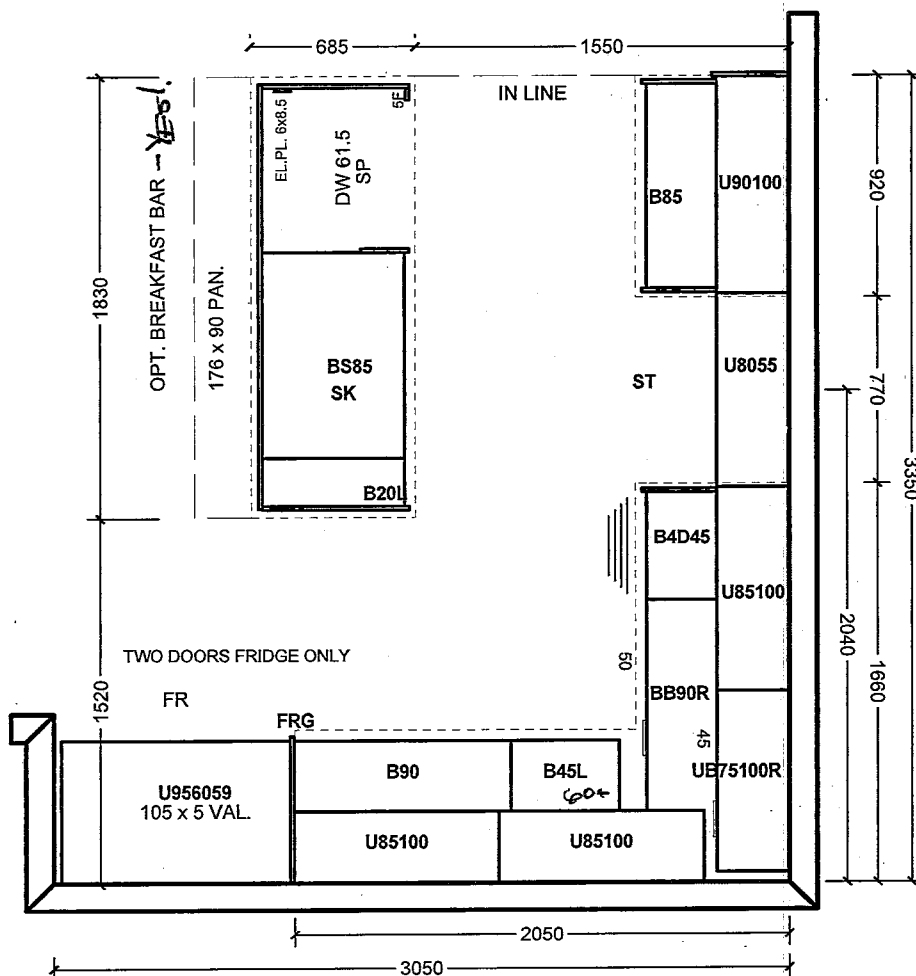 685
1550
IN LINE
OPT. BREAKFAST BAR - YES!
EL.PL. 6x8.5
5F
DW 61.5
SP
B85
U90100
920
1830
176 x 90 PAN.
BS85
SK
ST
U8055
770
3350
B20L
B4D45
U85100
2040
1660
TWO DOORS FRIDGE ONLY
FR
1520
50
BB90R
45
FRG
U956059
105 x 5 VAL.
B90
B45L
UB75100R
U85100
U85100
2050
3050